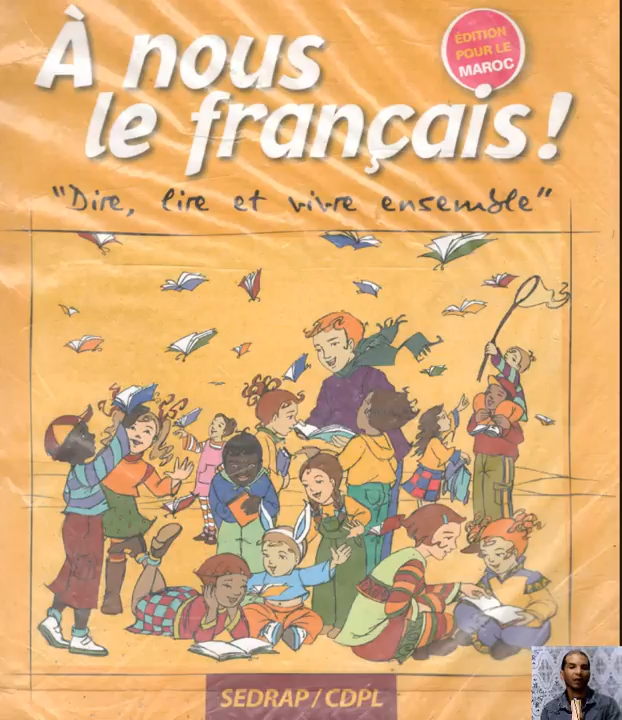 À nous
le français !
ÉDITION
POUR LE
MAROC
"Dire, lire et vivre ensemble"
SEDRAP / CDPL